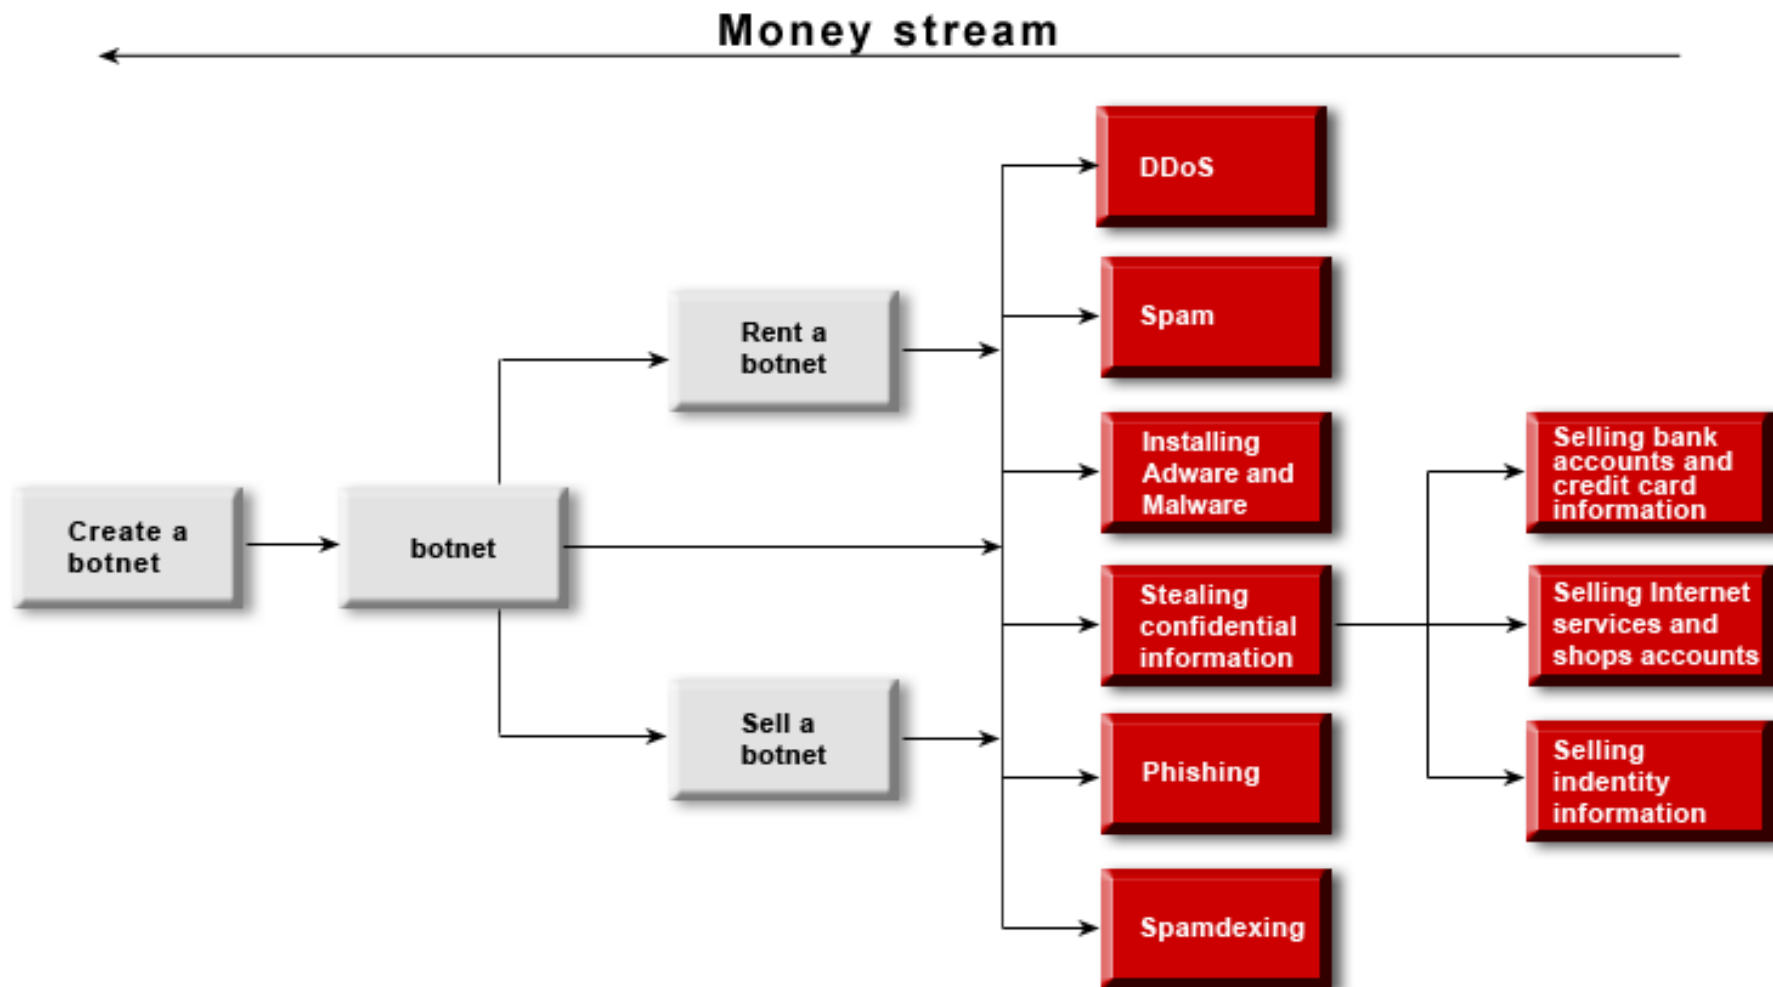 Money stream
DDoS
Spam
Rent a
botnet
Installing
Adware and
Malware
Selling bank
accounts and
credit card
information
Create a
botnet
botnet
Stealing
confidential
information
Selling Internet
services and
shops accounts
Sell a
botnet
Phishing
Selling
indentity
information
Spamdexing